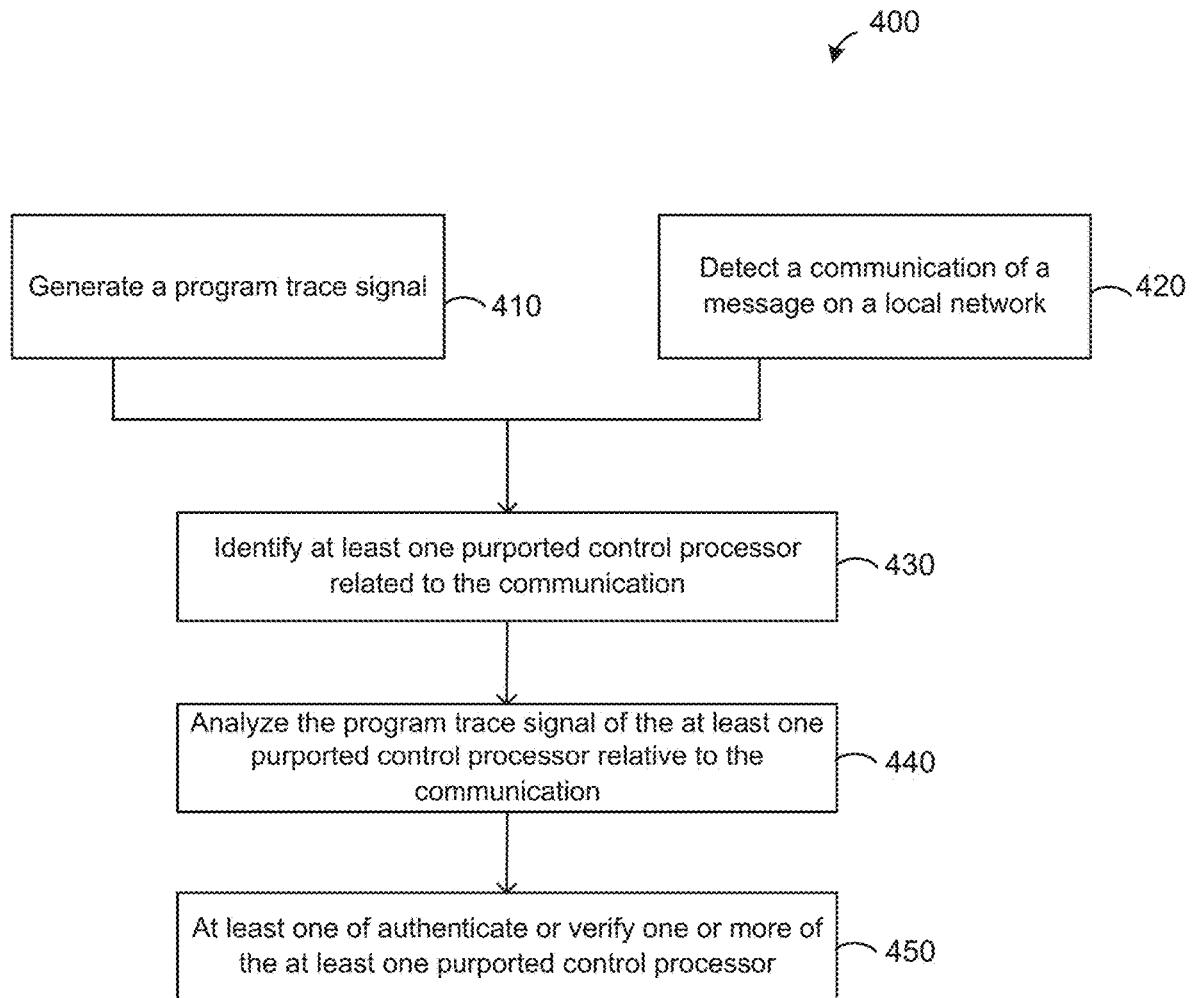 400
Generate a program trace signal
410
Detect a communication of a
message on a local network
420
Identify at least one purported control processor
related to the communication
430
Analyze the program trace signal of the at least one
purported control processor relative to the
communication
440
At least one of authenticate or verify one or more of
the at least one purported control processor
450